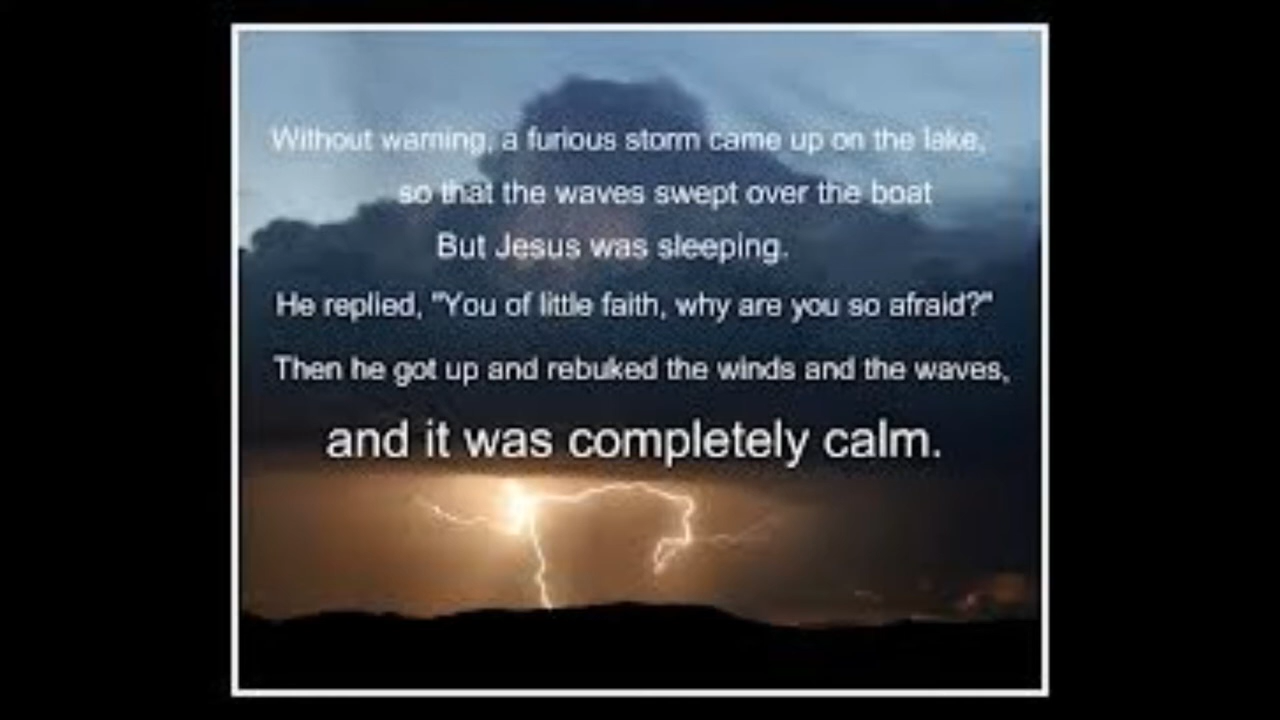 Without warning, a furious storm came up on the lake,
so that the waves swept over the boat
But Jesus was sleeping.
He replied, "You of little faith, why are you so afraid?"
Then he got up and rebuked the winds and the waves,
and it was completely calm.